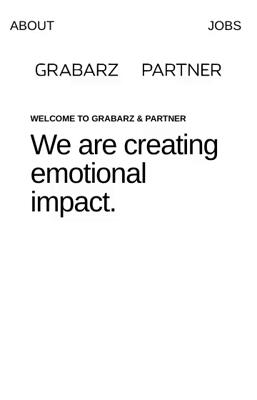 ABOUT JOBS
GRABARZ PARTNER
WELCOME TO GRABARZ & PARTNER
We are creating
emotional
impact.